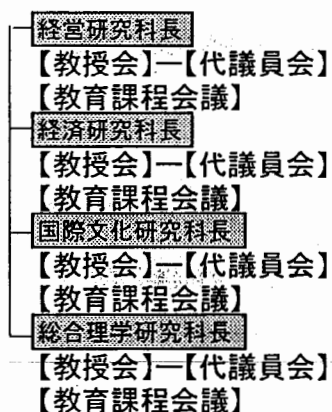 経営研究科長
【教授会】―【代議員会】
【教育課程会議】
経済研究科長
【教授会】―【代議員会】
【教育課程会議】
国際文化研究科長
【教授会】―【代議員会】
【教育課程会議】
総合理学研究科長
【教授会】―【代議員会】
【教育課程会議】